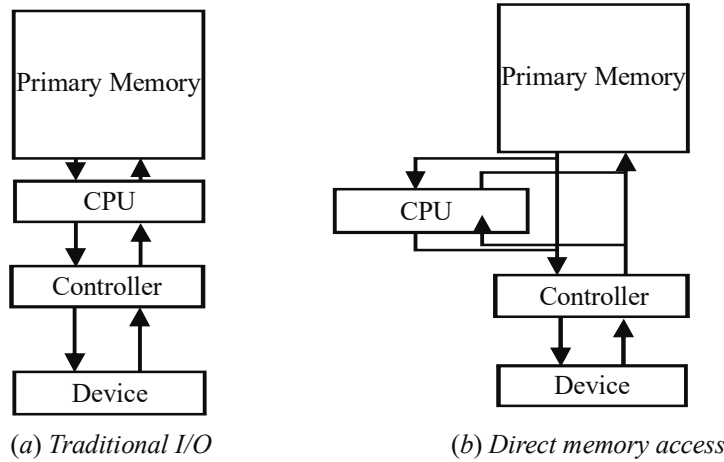 Primary Memory
CPU
Controller
Device
(a) Traditional I/O
Primary Memory
CPU
Controller
Device
(b) Direct memory access